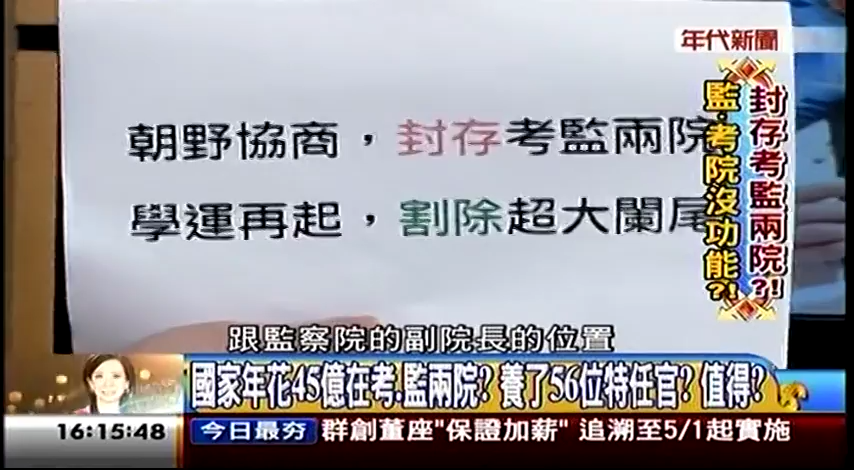 年代新聞
朝野協商，封存考監兩院
學運再起，割除超大闌尾
封存考監兩院?!
監.考院沒功能?!
跟監察院的副院長的位置
國家年花45億在考.監兩院? 養了56位特任官? 值得?
16:15:48
今日最夯
群創董座"保證加薪" 追溯至5/1起實施